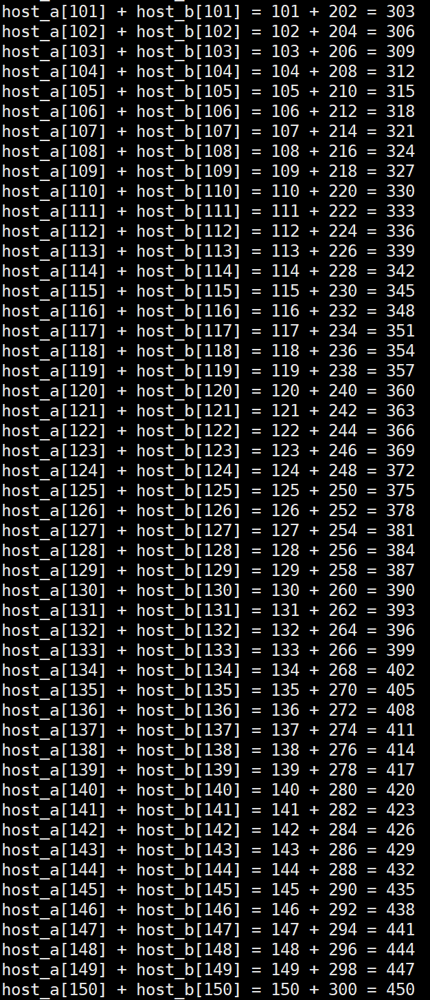 host_a[101] + host_b[101] = 101 + 202 = 303
host_a[102] + host_b[102] = 102 + 204 = 306
host_a[103] + host_b[103] = 103 + 206 = 309
host_a[104] + host_b[104] = 104 + 208 = 312
host_a[105] + host_b[105] = 105 + 210 = 315
host_a[106] + host_b[106] = 106 + 212 = 318
host_a[107] + host_b[107] = 107 + 214 = 321
host_a[108] + host_b[108] = 108 + 216 = 324
host_a[109] + host_b[109] = 109 + 218 = 327
host_a[110] + host_b[110] = 110 + 220 = 330
host_a[111] + host_b[111] = 111 + 222 = 333
host_a[112] + host_b[112] = 112 + 224 = 336
host_a[113] + host_b[113] = 113 + 226 = 339
host_a[114] + host_b[114] = 114 + 228 = 342
host_a[115] + host_b[115] = 115 + 230 = 345
host_a[116] + host_b[116] = 116 + 232 = 348
host_a[117] + host_b[117] = 117 + 234 = 351
host_a[118] + host_b[118] = 118 + 236 = 354
host_a[119] + host_b[119] = 119 + 238 = 357
host_a[120] + host_b[120] = 120 + 240 = 360
host_a[121] + host_b[121] = 121 + 242 = 363
host_a[122] + host_b[122] = 122 + 244 = 366
host_a[123] + host_b[123] = 123 + 246 = 369
host_a[124] + host_b[124] = 124 + 248 = 372
host_a[125] + host_b[125] = 125 + 250 = 375
host_a[126] + host_b[126] = 126 + 252 = 378
host_a[127] + host_b[127] = 127 + 254 = 381
host_a[128] + host_b[128] = 128 + 256 = 384
host_a[129] + host_b[129] = 129 + 258 = 387
host_a[130] + host_b[130] = 130 + 260 = 390
host_a[131] + host_b[131] = 131 + 262 = 393
host_a[132] + host_b[132] = 132 + 264 = 396
host_a[133] + host_b[133] = 133 + 266 = 399
host_a[134] + host_b[134] = 134 + 268 = 402
host_a[135] + host_b[135] = 135 + 270 = 405
host_a[136] + host_b[136] = 136 + 272 = 408
host_a[137] + host_b[137] = 137 + 274 = 411
host_a[138] + host_b[138] = 138 + 276 = 414
host_a[139] + host_b[139] = 139 + 278 = 417
host_a[140] + host_b[140] = 140 + 280 = 420
host_a[141] + host_b[141] = 141 + 282 = 423
host_a[142] + host_b[142] = 142 + 284 = 426
host_a[143] + host_b[143] = 143 + 286 = 429
host_a[144] + host_b[144] = 144 + 288 = 432
host_a[145] + host_b[145] = 145 + 290 = 435
host_a[146] + host_b[146] = 146 + 292 = 438
host_a[147] + host_b[147] = 147 + 294 = 441
host_a[148] + host_b[148] = 148 + 296 = 444
host_a[149] + host_b[149] = 149 + 298 = 447
host_a[150] + host_b[150] = 150 + 300 = 450